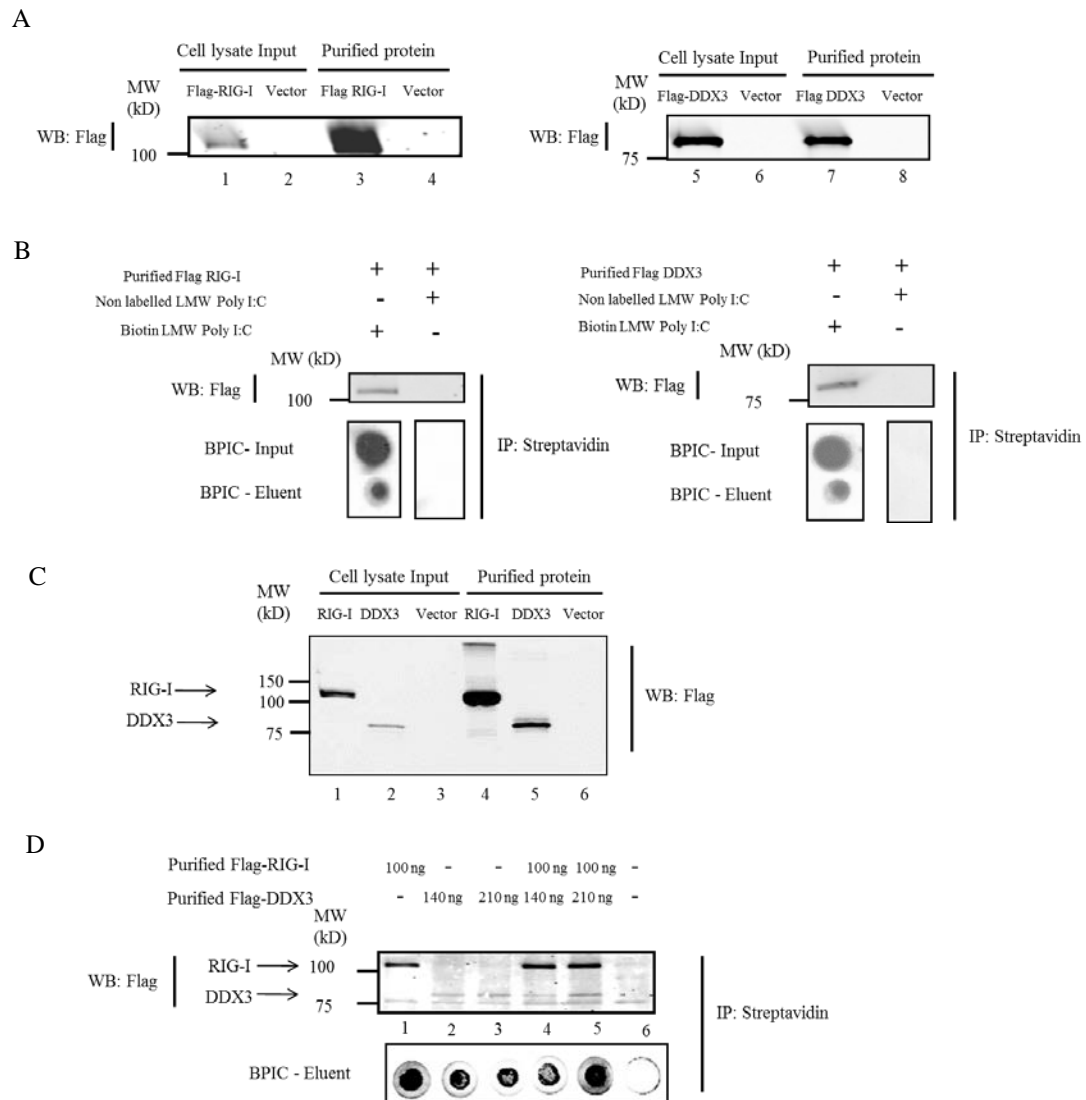 A
Cell lysate Input Purified protein
MW
(kD)
Flag-RIG-I Vector Flag RIG-I Vector
WB: Flag
100
1 2 3 4
Cell lysate Input Purified protein
MW
(kD)
Flag-DDX3 Vector Flag DDX3 Vector
WB: Flag
75
5 6 7 8
B
Purified Flag RIG-I + +
Non labelled LMW Poly I:C - +
Biotin LMW Poly I:C + -
MW (kD)
WB: Flag
100
BPIC- Input
BPIC - Eluent
IP: Streptavidin
Purified Flag DDX3 + +
Non labelled LMW Poly I:C - +
Biotin LMW Poly I:C + -
MW (kD)
WB: Flag
75
BPIC- Input
BPIC - Eluent
IP: Streptavidin
C
Cell lysate Input Purified protein
MW
(kD)
RIG-I DDX3 Vector RIG-I DDX3 Vector
150
RIG-I
100
DDX3
75
WB: Flag
1 2 3 4 5 6
D
Purified Flag-RIG-I 100 ng - - 100 ng 100 ng -
Purified Flag-DDX3 - 140 ng 210 ng 140 ng 210 ng -
MW
(kD)
WB: Flag
RIG-I 100
DDX3 75
1 2 3 4 5 6
IP: Streptavidin
BPIC - Eluent